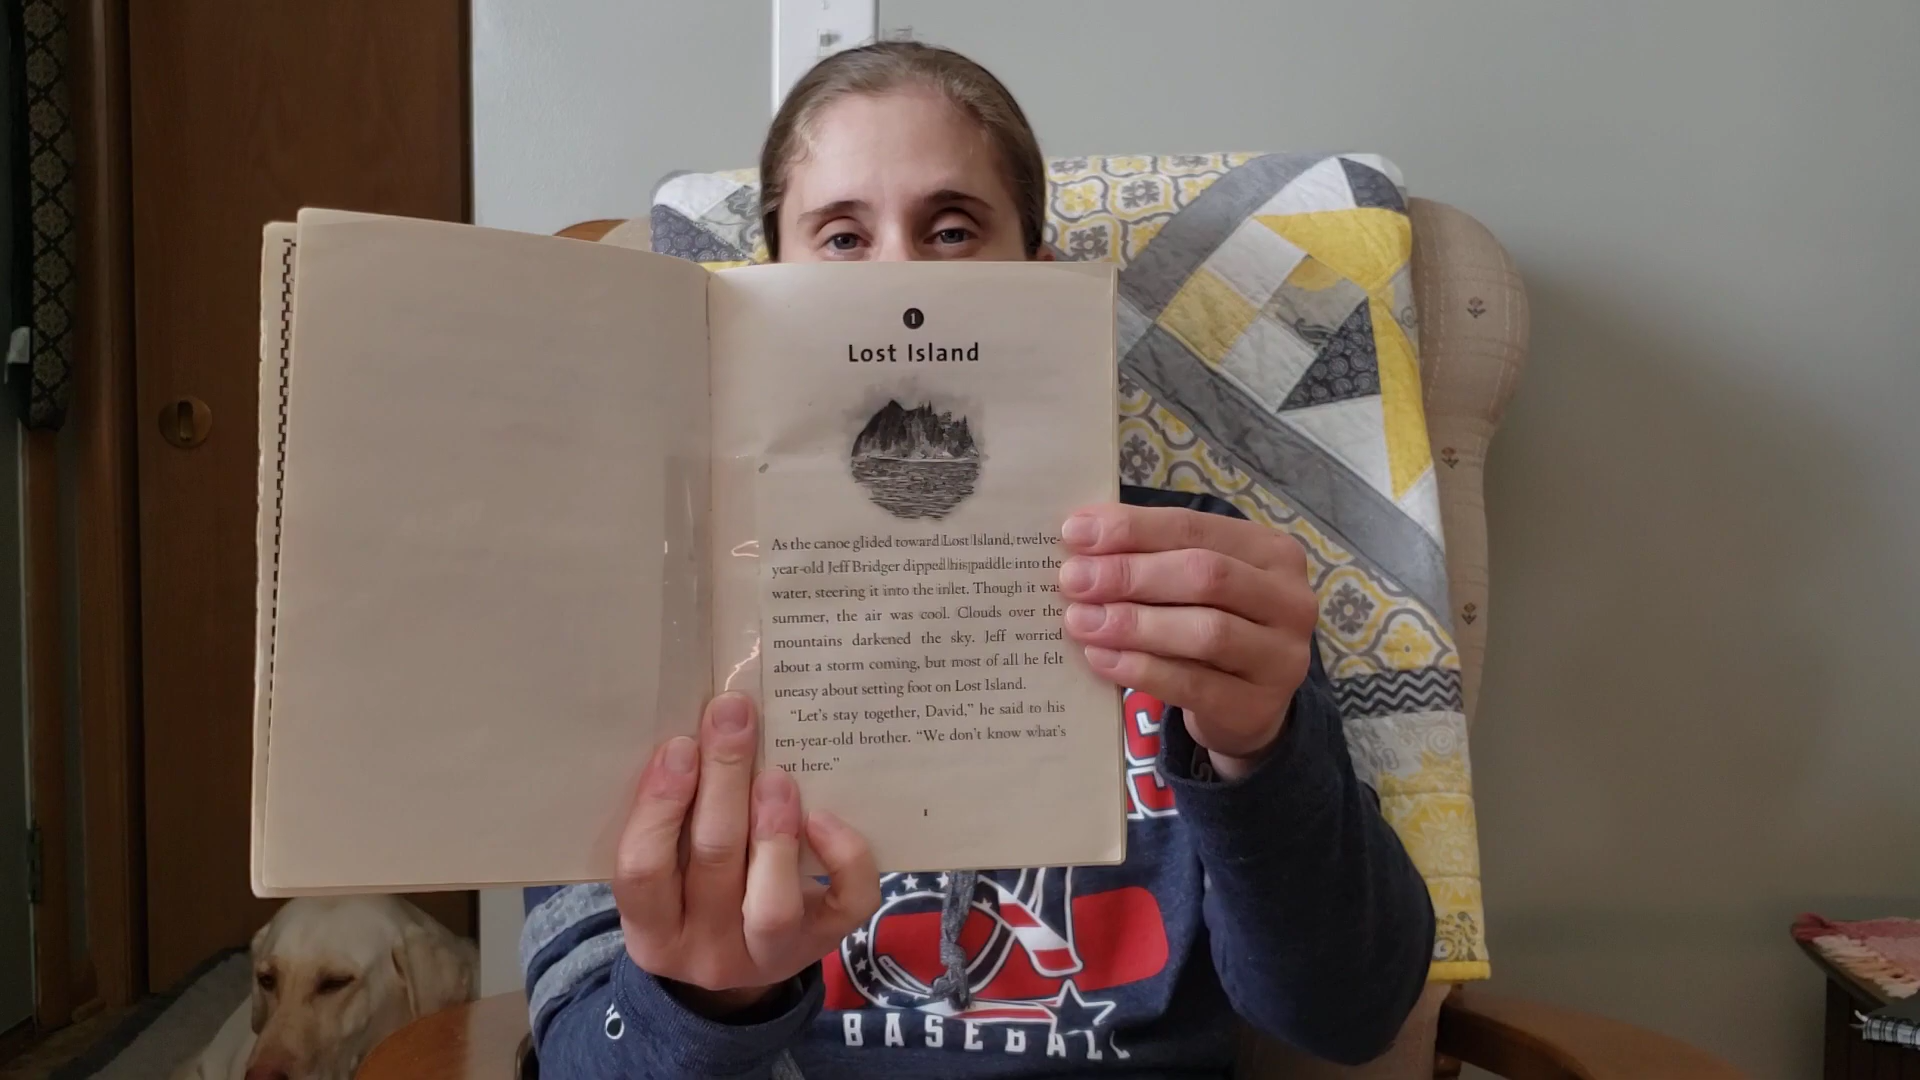 1
Lost Island
As the canoe glided toward Lost Island, twelve-
year-old Jeff Bridger dipped his paddle into the
water, steering it into the inlet. Though it was
summer, the air was cool. Clouds over the
mountains darkened the sky. Jeff worried
about a storm coming, but most of all he felt
uneasy about setting foot on Lost Island.
“Let’s stay together, David,” he said to his
ten-year-old brother. “We don’t know what’s
out here.”
1
BASEBALL